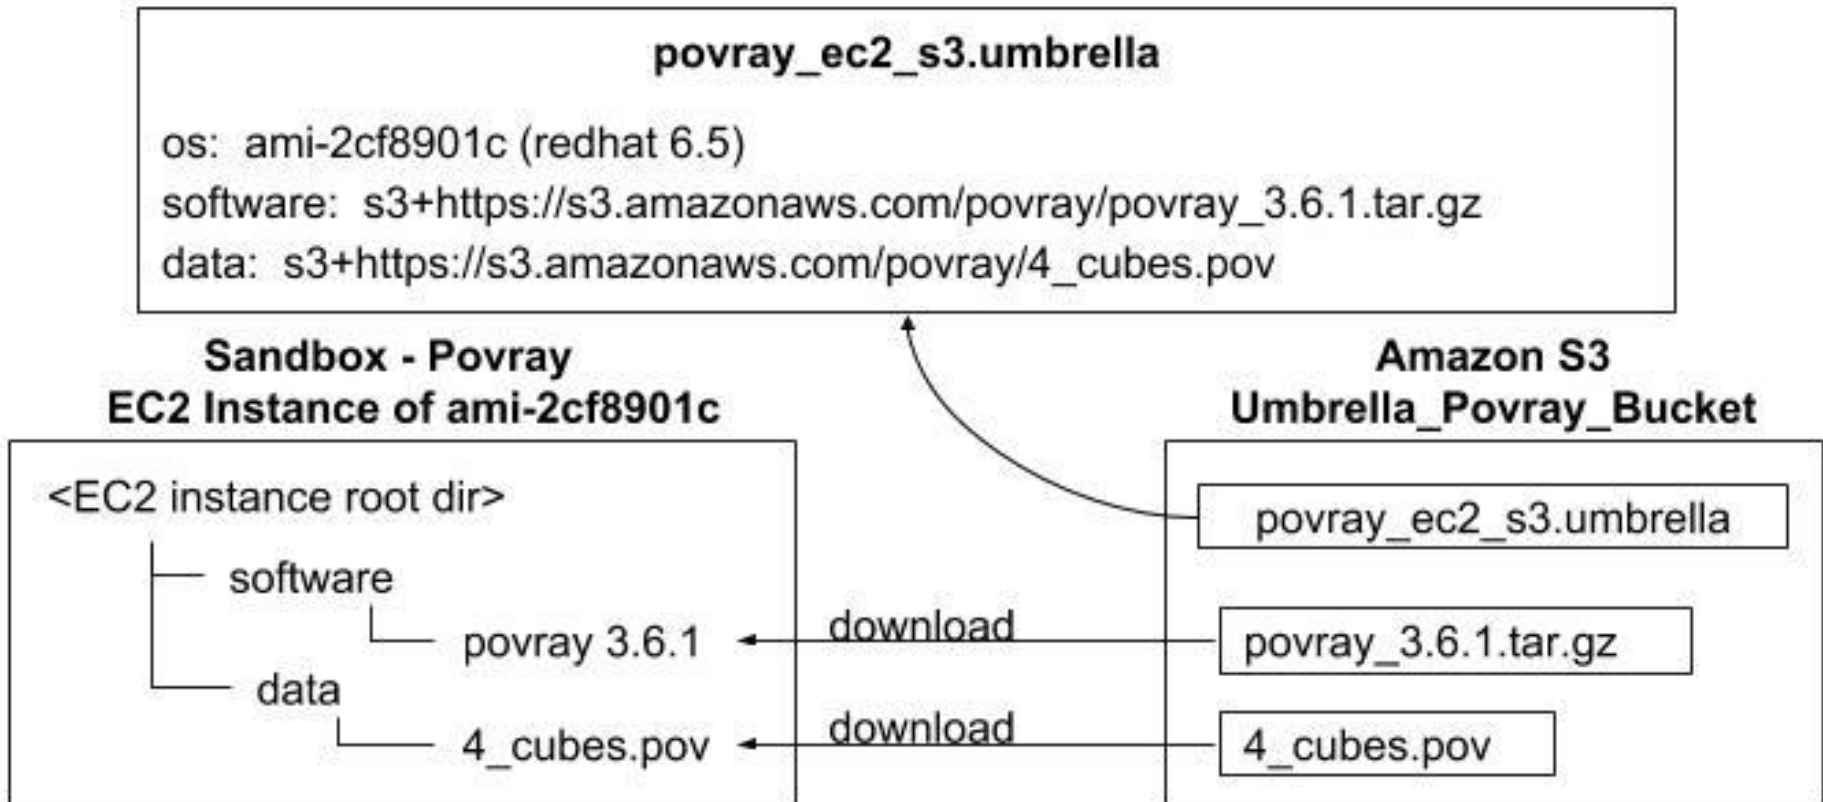 povray_ec2_s3.umbrella
os: ami-2cf8901c (redhat 6.5)
software: s3+https://s3.amazonaws.com/povray/povray_3.6.1.tar.gz
data: s3+https://s3.amazonaws.com/povray/4_cubes.pov
Sandbox - Povray
EC2 Instance of ami-2cf8901c
<EC2 instance root dir>
software
povray 3.6.1
data
4_cubes.pov
download
download
Amazon S3
Umbrella_Povray_Bucket
povray_ec2_s3.umbrella
povray_3.6.1.tar.gz
4_cubes.pov